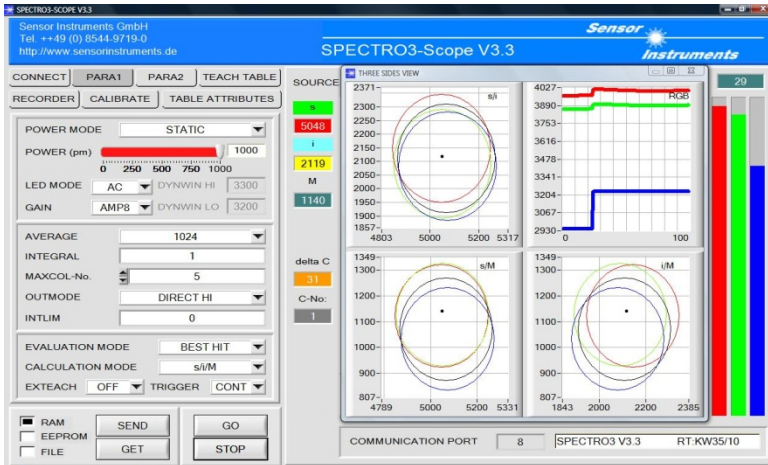 SPECTRO3-Scope V3.3
Sensor Instruments GmbH
Tel. ++49 (0) 8544-9719-0
http://www.sensorinstruments.de
SPECTRO3-Scope V3.3
Sensor
Instruments
CONNECT PARA1 PARA2 TEACH TABLE
RECORDER CALIBRATE TABLE ATTRIBUTES
POWER MODE STATIC
POWER (pm) 1000
0 250 500 750 1000
LED MODE AC DYNWIN HI 3300
GAIN AMP8 DYNWIN LO 3200
AVERAGE 1024
INTEGRAL 1
MAXCOL-No. 5
OUTMODE DIRECT HI
INTLIM 0
EVALUATION MODE BEST HIT
CALCULATION MODE s/i/M
EXTEACH OFF TRIGGER CONT
RAM
EEPROM
FILE
SEND GO
GET STOP
SOURCE
s
5048
i
2119
M
1140
delta C
31
C-No:
1
THREE SIDES VIEW
2371
2300
2250
2200
2150
2100
2050
2000
1950
1900
1857
s/i
4803 5000 5200 5317
4027
3890
3753
3616
3478
3341
3204
3067
2930
RGB
0 100
1349
1300
1200
1100
1000
900
807
s/M
4789 5000 5200 5331
1349
1300
1200
1100
1000
900
807
i/M
1843 2000 2200 2385
29
COMMUNICATION PORT 8 SPECTRO3 V3.3 RT:KW35/10